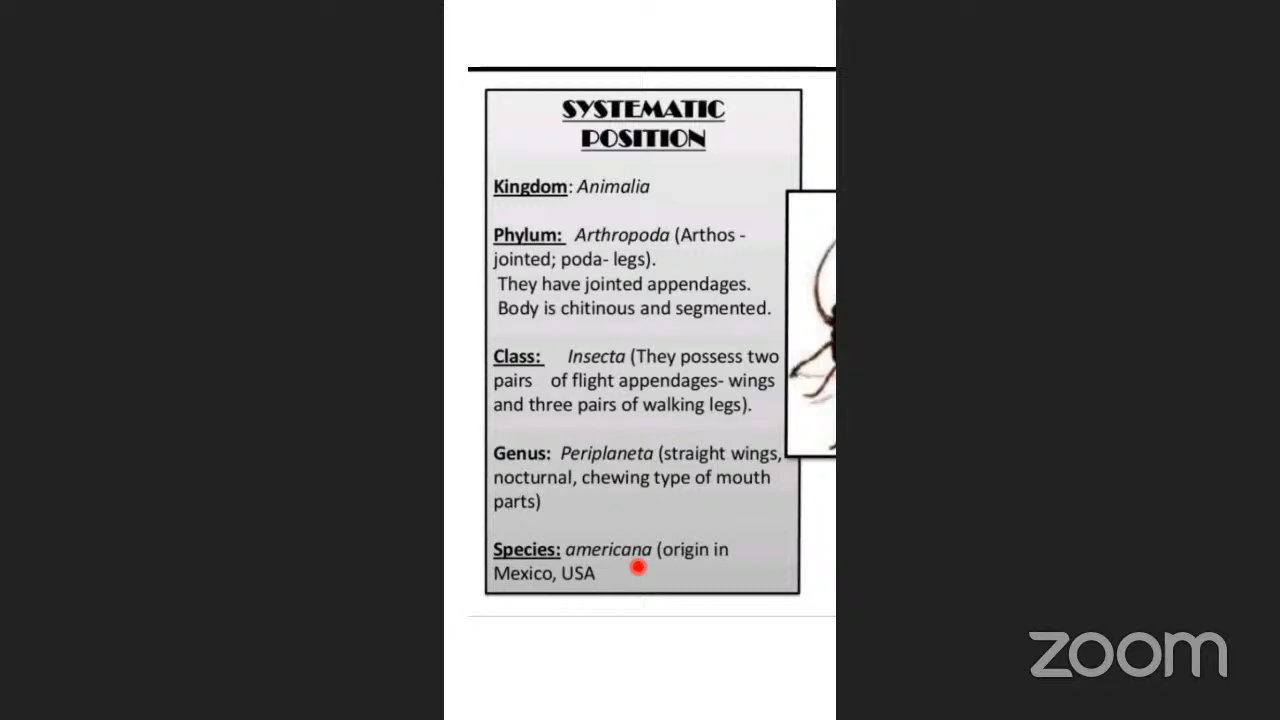 SYSTEMATIC
POSITION
Kingdom: Animalia
Phylum: Arthropoda (Arthos -
jointed; poda- legs).
They have jointed appendages.
Body is chitinous and segmented.
Class: Insecta (They possess two
pairs of flight appendages- wings
and three pairs of walking legs).
Genus: Periplaneta (straight wings,
nocturnal, chewing type of mouth
parts)
Species: americana (origin in
Mexico, USA
zoom